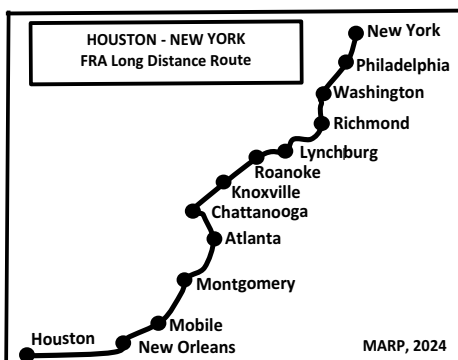 HOUSTON - NEW YORK
FRA Long Distance Route
New York
Philadelphia
Washington
Richmond
Lynchburg
Roanoke
Knoxville
Chattanooga
Atlanta
Montgomery
Mobile
Houston
New Orleans
MARP, 2024